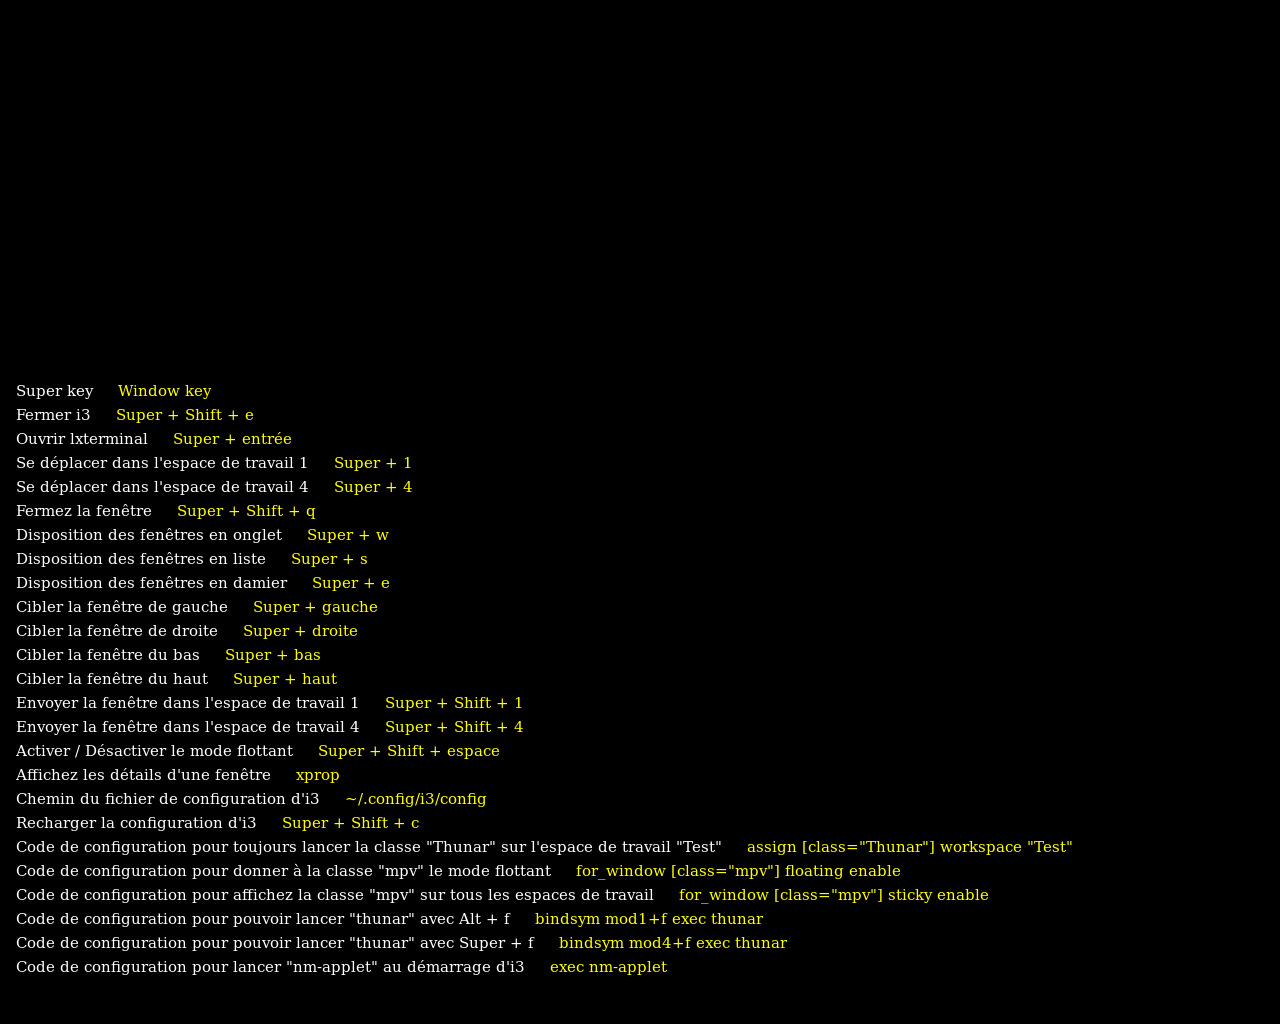 Super key Window key
Fermer i3 Super + Shift + e
Ouvrir lxterminal Super + entrée
Se déplacer dans l'espace de travail 1 Super + 1
Se déplacer dans l'espace de travail 4 Super + 4
Fermez la fenêtre Super + Shift + q
Disposition des fenêtres en onglet Super + w
Disposition des fenêtres en liste Super + s
Disposition des fenêtres en damier Super + e
Cibler la fenêtre de gauche Super + gauche
Cibler la fenêtre de droite Super + droite
Cibler la fenêtre du bas Super + bas
Cibler la fenêtre du haut Super + haut
Envoyer la fenêtre dans l'espace de travail 1 Super + Shift + 1
Envoyer la fenêtre dans l'espace de travail 4 Super + Shift + 4
Activer / Désactiver le mode flottant Super + Shift + espace
Affichez les détails d'une fenêtre xprop
Chemin du fichier de configuration d'i3 ~/.config/i3/config
Recharger la configuration d'i3 Super + Shift + c
Code de configuration pour toujours lancer la classe "Thunar" sur l'espace de travail "Test" assign [class="Thunar"] workspace "Test"
Code de configuration pour donner à la classe "mpv" le mode flottant for_window [class="mpv"] floating enable
Code de configuration pour affichez la classe "mpv" sur tous les espaces de travail for_window [class="mpv"] sticky enable
Code de configuration pour pouvoir lancer "thunar" avec Alt + f bindsym mod1+f exec thunar
Code de configuration pour pouvoir lancer "thunar" avec Super + f bindsym mod4+f exec thunar
Code de configuration pour lancer "nm-applet" au démarrage d'i3 exec nm-applet